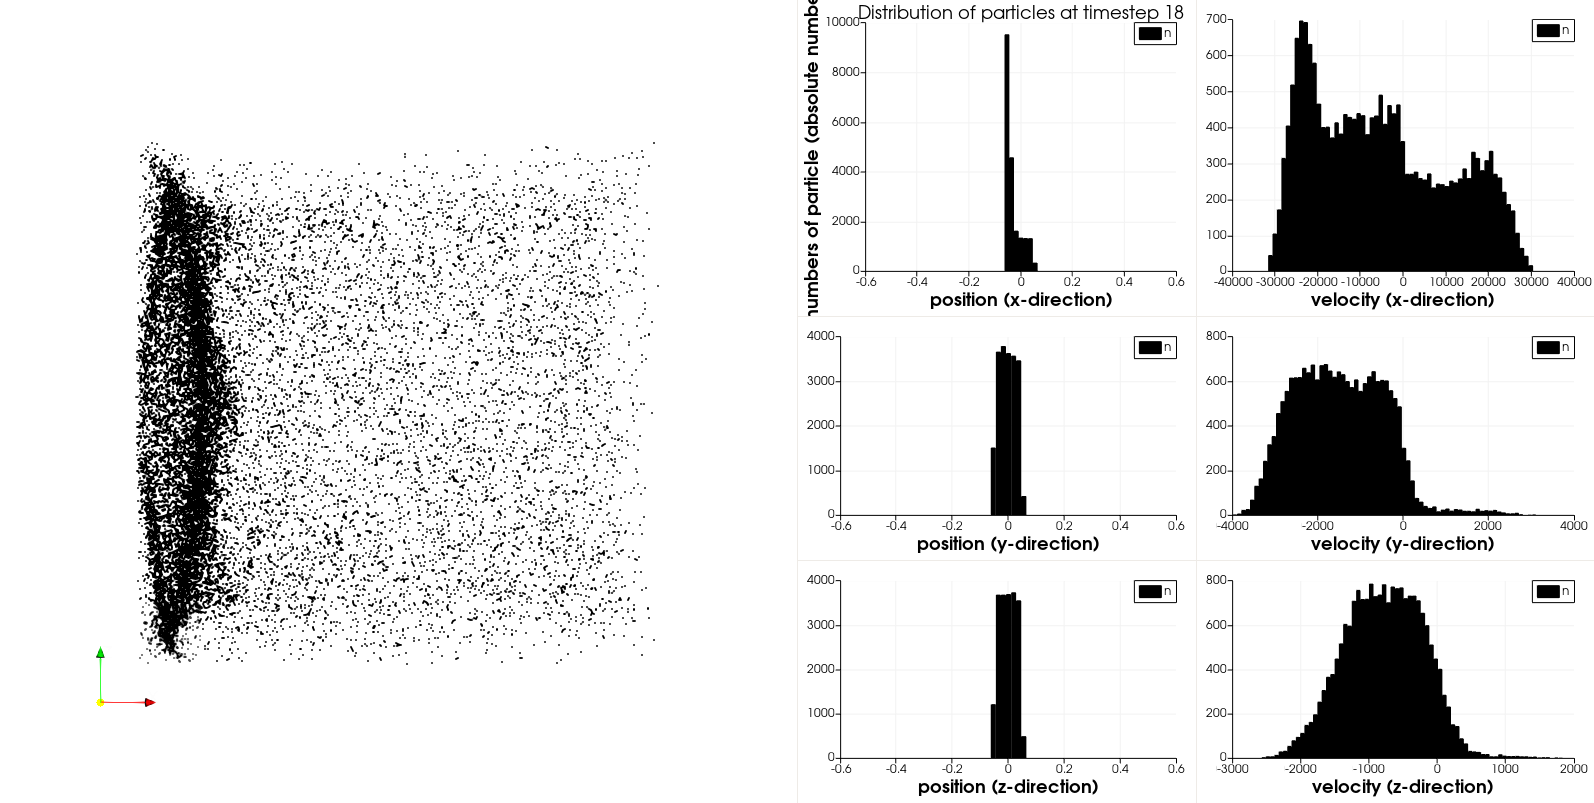 Distribution of particles at timestep 18
numbers of particle (absolute numbe
10000
8000
6000
4000
2000
0
-0.6 -0.4 -0.2 0 0.2 0.4 0.6
position (x-direction)
n
700
600
500
400
300
200
100
0
-40000 -30000 -20000 -10000 0 10000 20000 30000 40000
velocity (x-direction)
n
4000
3000
2000
1000
0
-0.6 -0.4 -0.2 0 0.2 0.4 0.6
position (y-direction)
n
800
600
400
200
0
-4000 -2000 0 2000 4000
velocity (y-direction)
n
4000
3000
2000
1000
0
-0.6 -0.4 -0.2 0 0.2 0.4 0.6
position (z-direction)
n
800
600
400
200
0
-3000 -2000 -1000 0 1000 2000
velocity (z-direction)
n